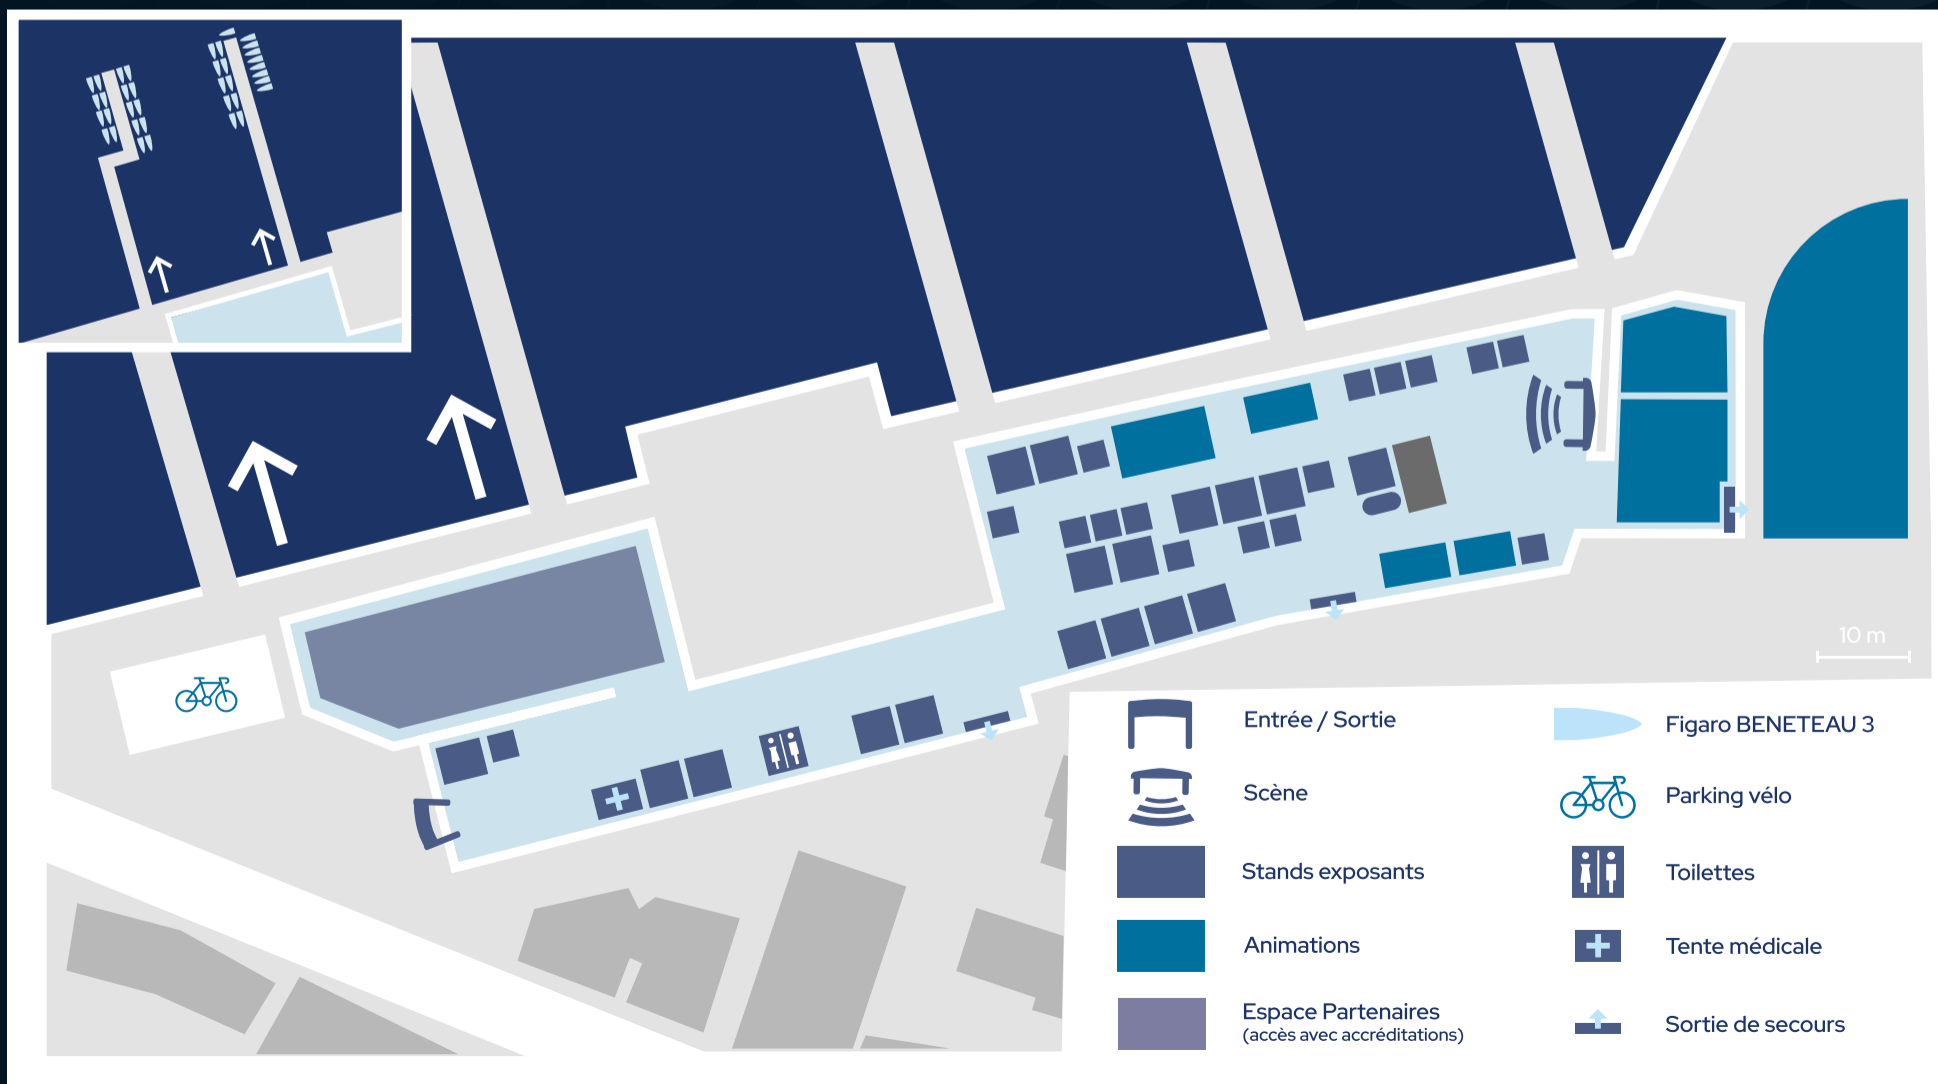 10 m
Entrée / Sortie
Scène
Stands exposants
Animations
Espace Partenaires
(accès avec accréditations)
Figaro BENETEAU 3
Parking vélo
Toilettes
Tente médicale
Sortie de secours